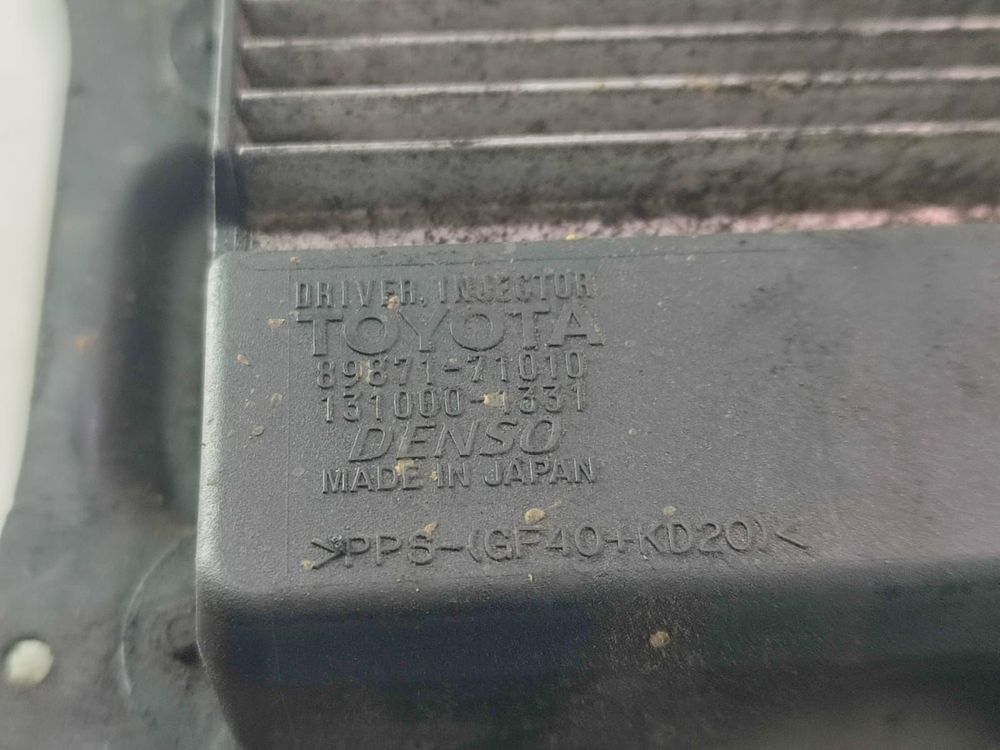 DRIVER, INJECTOR
TOYOTA
89871-71010
131000-1331
DENSO
MADE IN JAPAN
>PPS-(GF40+KD20)<